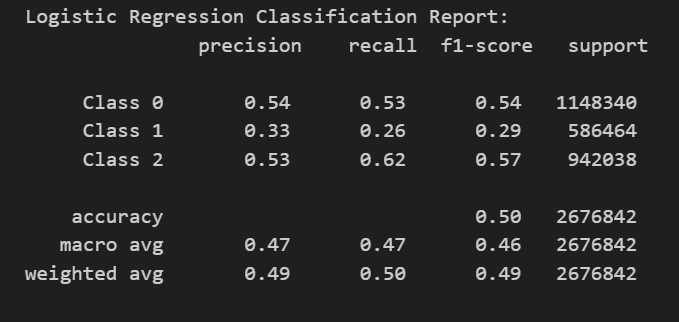 Logistic Regression Classification Report:
precision recall f1-score support
Class 0 0.54 0.53 0.54 1148340
Class 1 0.33 0.26 0.29 586464
Class 2 0.53 0.62 0.57 942038
accuracy 0.50 2676842
macro avg 0.47 0.47 0.46 2676842
weighted avg 0.49 0.50 0.49 2676842